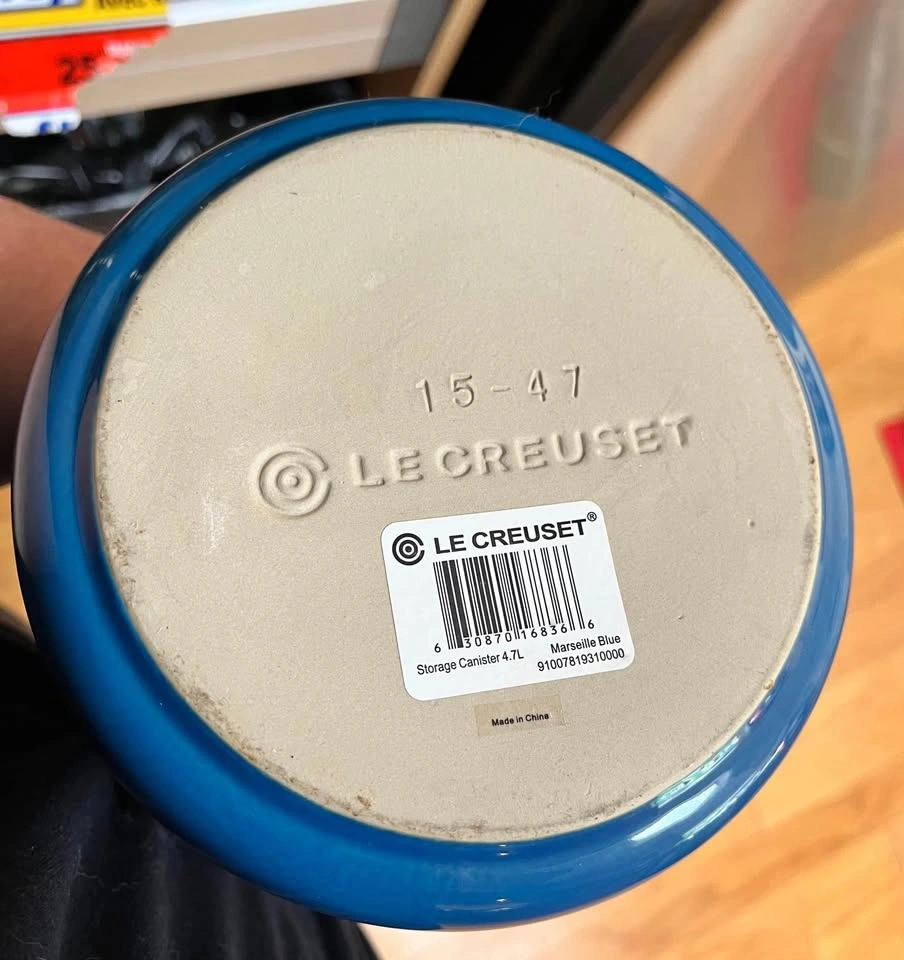 25
15-47
LE CREUSET
LE CREUSET®
6 30870 16836 6
Storage Canister 4.7L Marseille Blue
91007819310000
Made in China